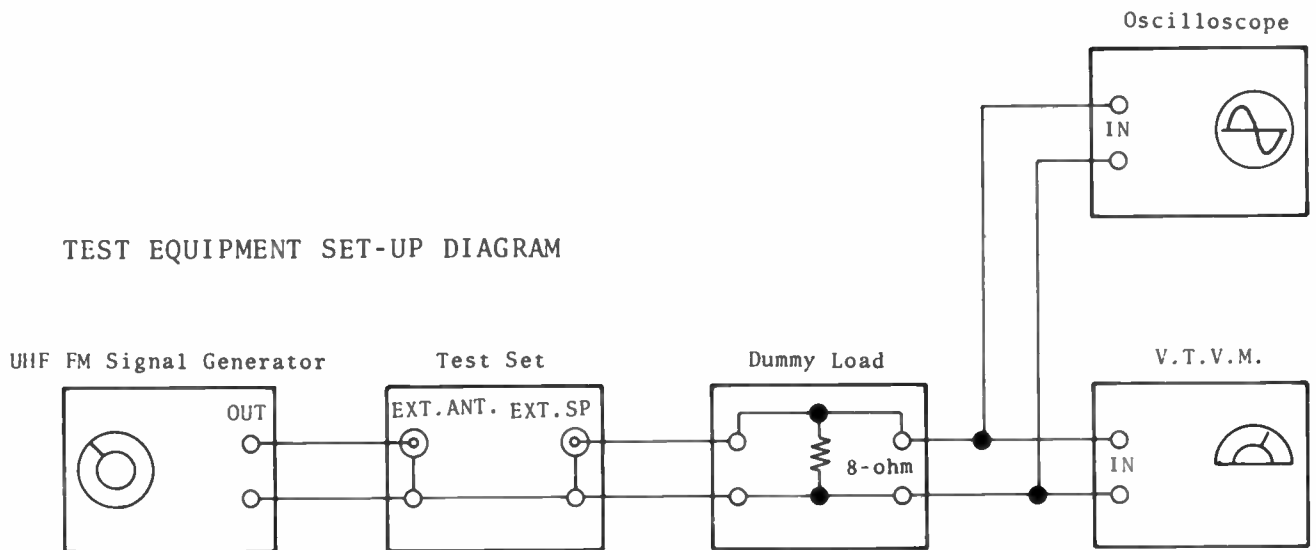 Oscilloscope
IN
TEST EQUIPMENT SET-UP DIAGRAM
UHF FM Signal Generator
Test Set
Dummy Load
V.T.V.M.
OUT
EXT.ANT.
EXT.SP
8-ohm
IN